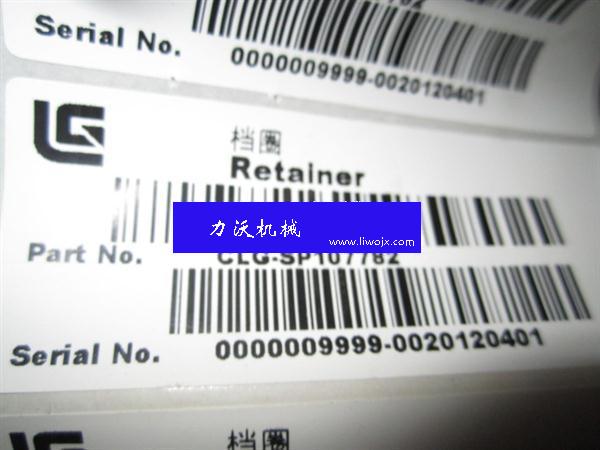 Serial No.
0000009999-0020120401
LG
档圈
Retainer
力沃机械
www.liwojx.com
Part No.
CLG-SP107782
Serial No.
0000009999-0020120401
档圈